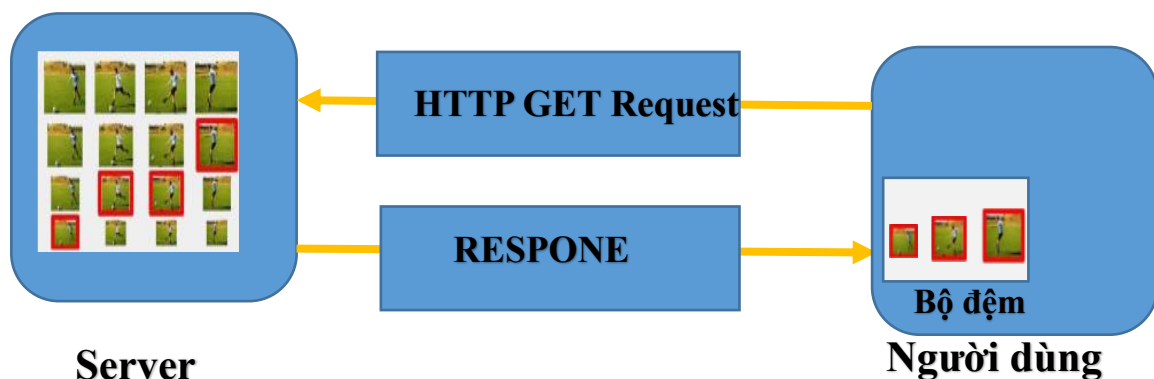 HTTP GET Request
RESPONE
Bộ đệm
Server
Người dùng